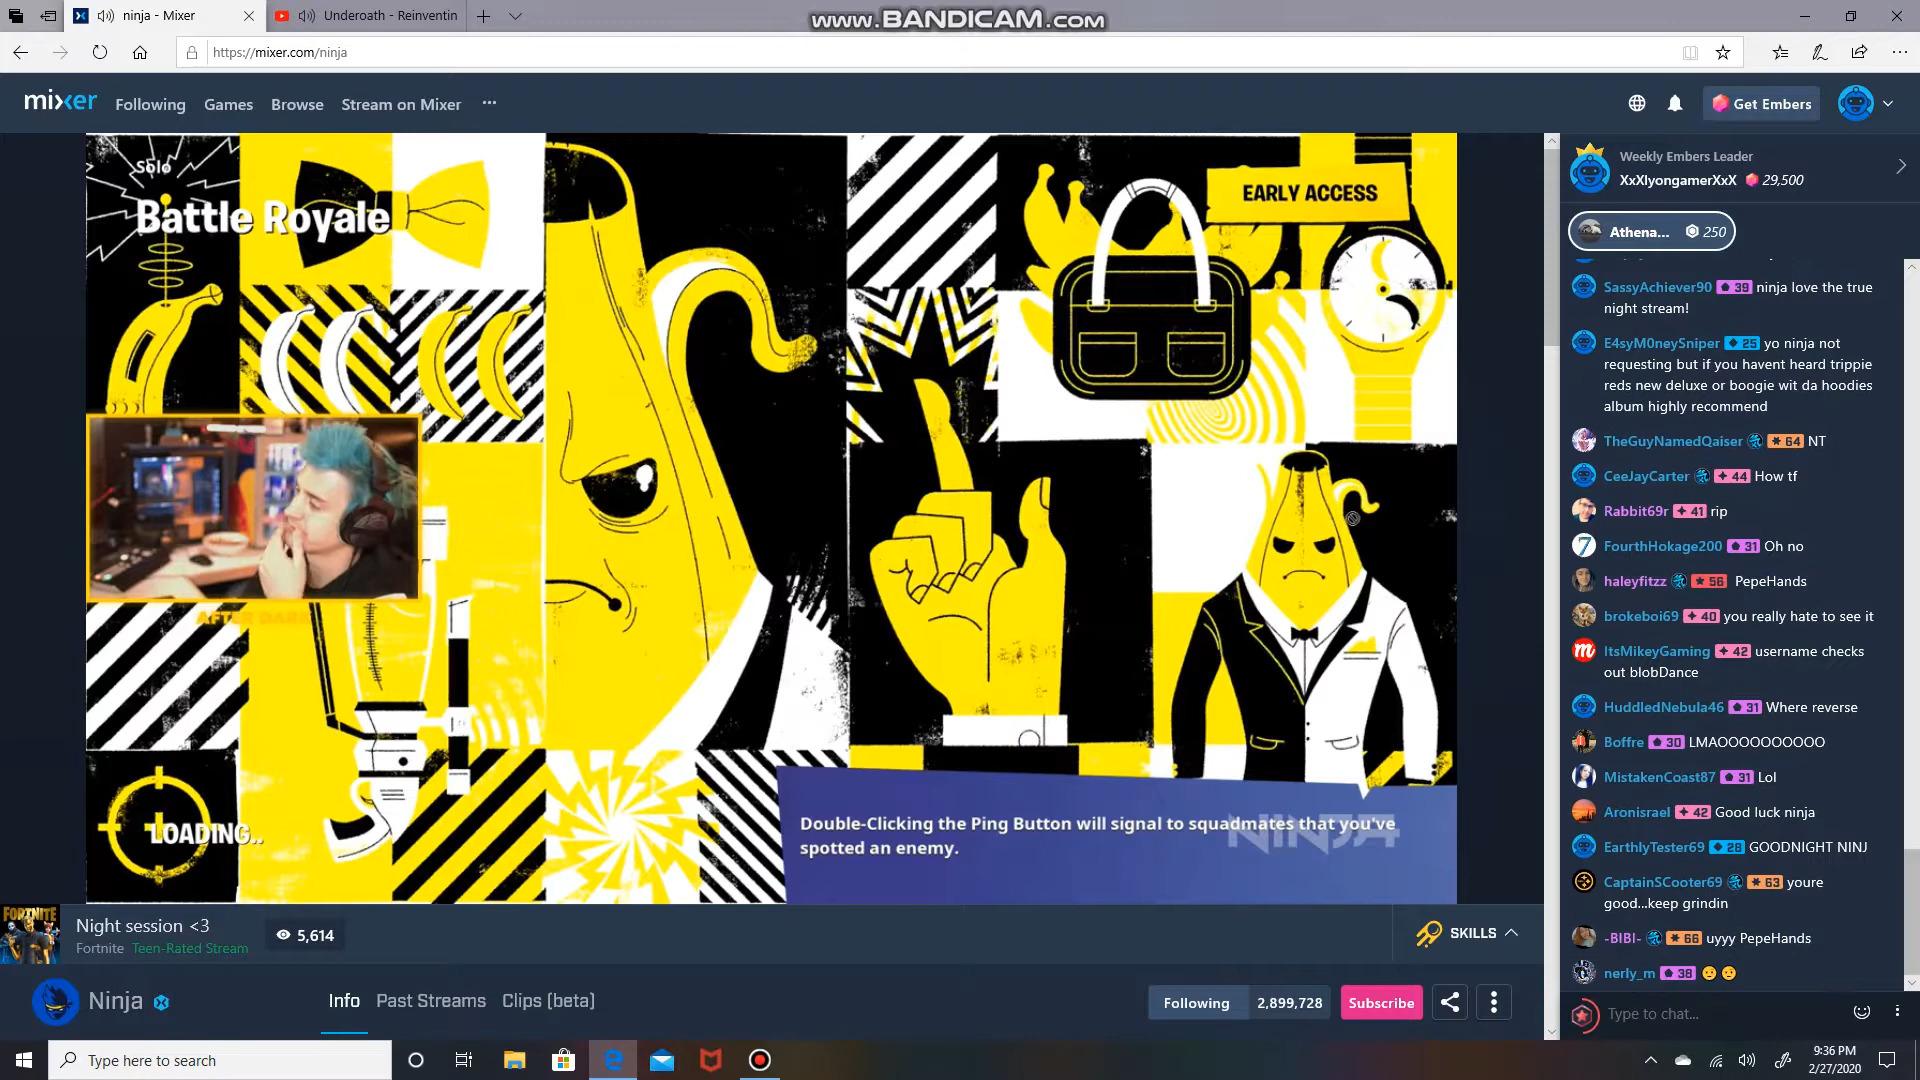 ninja - Mixer
Underoath - Reinventin
www.BANDICAM.com
https://mixer.com/ninja
mixer
Following
Games
Browse
Stream on Mixer
Get Embers
Solo
Battle Royale
EARLY ACCESS
AFTER DARK
LOADING..
Double-Clicking the Ping Button will signal to squadmates that you've
spotted an enemy.
NINJA
Weekly Embers Leader
XxXlyongamerXxX 29,500
Athena... 250
SassyAchiever90 39 ninja love the true
night stream!
E4syM0neySniper 25 yo ninja not
requesting but if you havent heard trippie
reds new deluxe or boogie wit da hoodies
album highly recommend
TheGuyNamedQaiser 64 NT
CeeJayCarter 44 How tf
Rabbit69r 41 rip
FourthHokage200 31 Oh no
haleyfitzz 56 PepeHands
brokeboi69 40 you really hate to see it
ItsMikeyGaming 42 username checks
out blobDance
HuddledNebula46 31 Where reverse
Boffre 30 LMAOOOOOOOOOO
MistakenCoast87 31 Lol
Aronisrael 42 Good luck ninja
EarthlyTester69 28 GOODNIGHT NINJ
CaptainSCooter69 63 youre
good...keep grindin
-BIBI- 66 uyyy PepeHands
nerly_m 38
Type to chat...
FORTNITE
Night session <3
Fortnite Teen-Rated Stream
5,614
SKILLS
Ninja
Info
Past Streams
Clips (beta)
Following 2,899,728
Subscribe
Type here to search
9:36 PM
2/27/2020